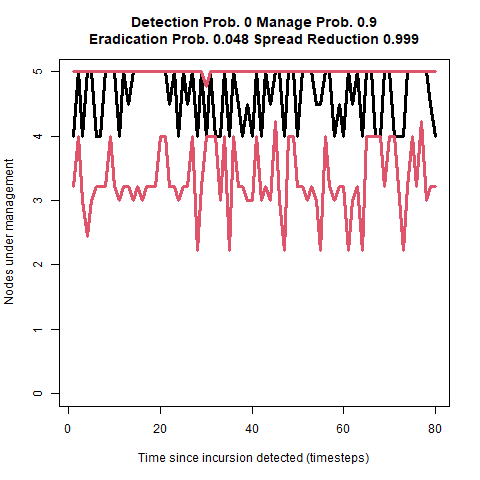 Detection Prob. 0 Manage Prob. 0.9
Eradication Prob. 0.048 Spread Reduction 0.999
Nodes under management
5
4
3
2
1
0
0 20 40 60 80
Time since incursion detected (timesteps)